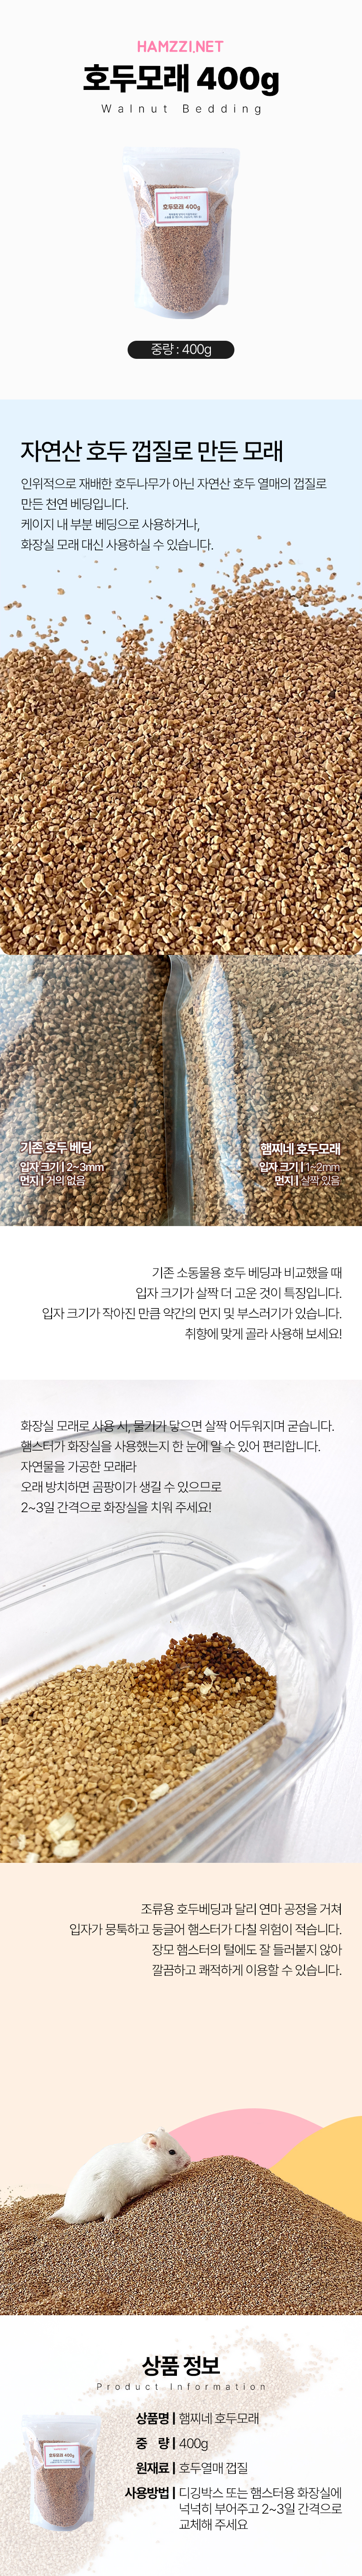 HAMZZI.NET
호두모래 400g
Walnut Bedding
HAMZZI.NET
호두모래 400g
중량 : 400g
자연산 호두 껍질로 만든 모래
인위적으로 재배한 호두나무가 아닌 자연산 호두 열매의 껍질로
만든 천연 베딩입니다.
케이지 내 부분 베딩으로 사용하거나,
화장실 모래 대신 사용하실 수 있습니다.
기존 호두 베딩
입자 크기 | 2~3mm
먼지 | 거의 없음
햄찌네 호두모래
입자 크기 | 1~2mm
먼지 | 살짝 있음
기존 소동물용 호두 베딩과 비교했을 때
입자 크기가 살짝 더 고운 것이 특징입니다.
입자 크기가 작아진 만큼 약간의 먼지 및 부스러기가 있습니다.
취향에 맞게 골라 사용해 보세요!
화장실 모래로 사용 시, 물기가 닿으면 살짝 어두워지며 굳습니다.
햄스터가 화장실을 사용했는지 한 눈에 알 수 있어 편리합니다.
자연물을 가공한 모래라
오래 방치하면 곰팡이가 생길 수 있으므로
2~3일 간격으로 화장실을 치워 주세요!
조류용 호두베딩과 달리 연마 공정을 거쳐
입자가 뭉툭하고 둥글어 햄스터가 다칠 위험이 적습니다.
장모 햄스터의 털에도 잘 들러붙지 않아
깔끔하고 쾌적하게 이용할 수 있습니다.
상품 정보
Product Information
호두모래 400g
상품명 | 햄찌네 호두모래
중 량 | 400g
원재료 | 호두열매 껍질
사용방법 | 디깅박스 또는 햄스터용 화장실에
넉넉히 부어주고 2~3일 간격으로
교체해 주세요